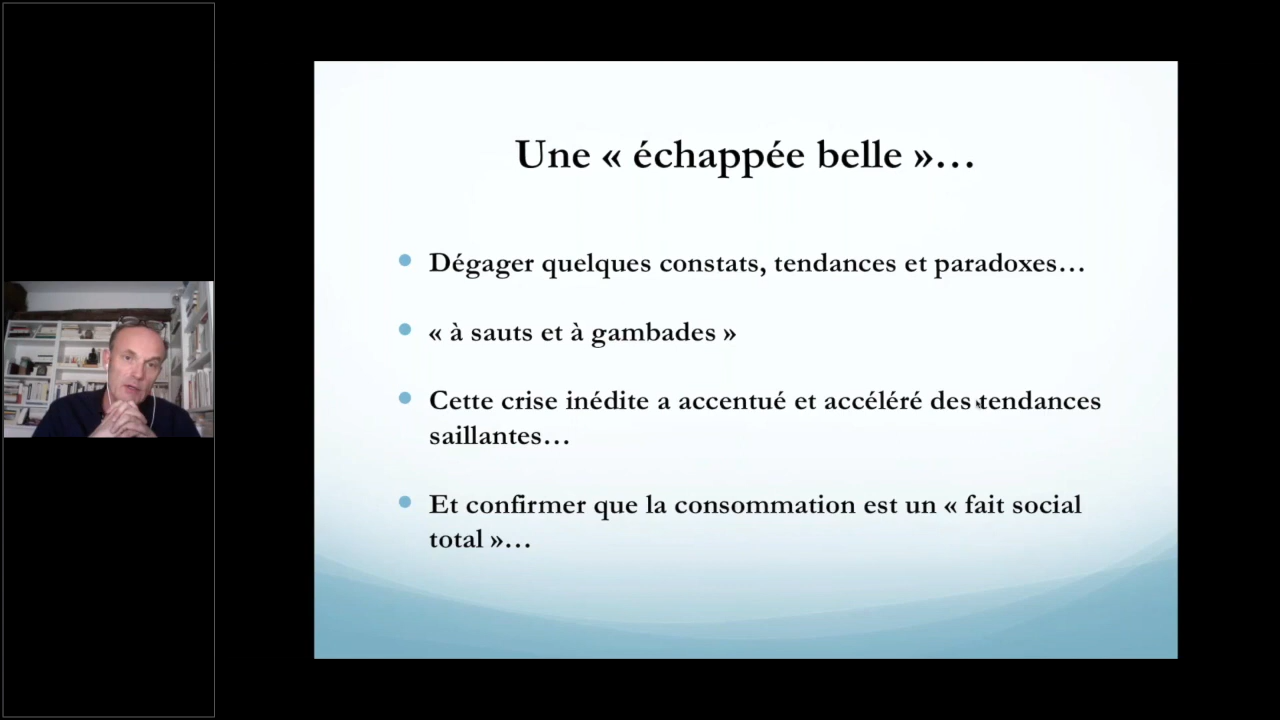 Une « échappée belle »…
Dégager quelques constats, tendances et paradoxes…
« à sauts et à gambades »
Cette crise inédite a accentué et accéléré des tendances
saillantes…
Et confirmer que la consommation est un « fait social
total »…